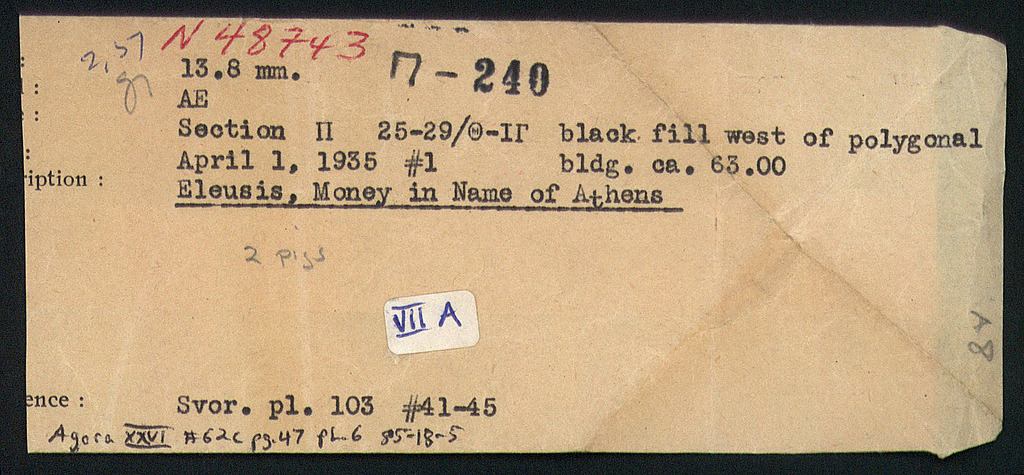 N 48743
2,57
gr
13.8 mm. Π - 240
: AE
: Section Π 25-29/Θ-ΙΓ black fill west of polygonal
: April 1, 1935 #1 bldg. ca. 63.00
ription : Eleusis, Money in Name of Athens
2 pigs
VII A
8A
ence : Svor. pl. 103 #41-45
Agora XXVI #62c pg.47 pl.6 85-18-5